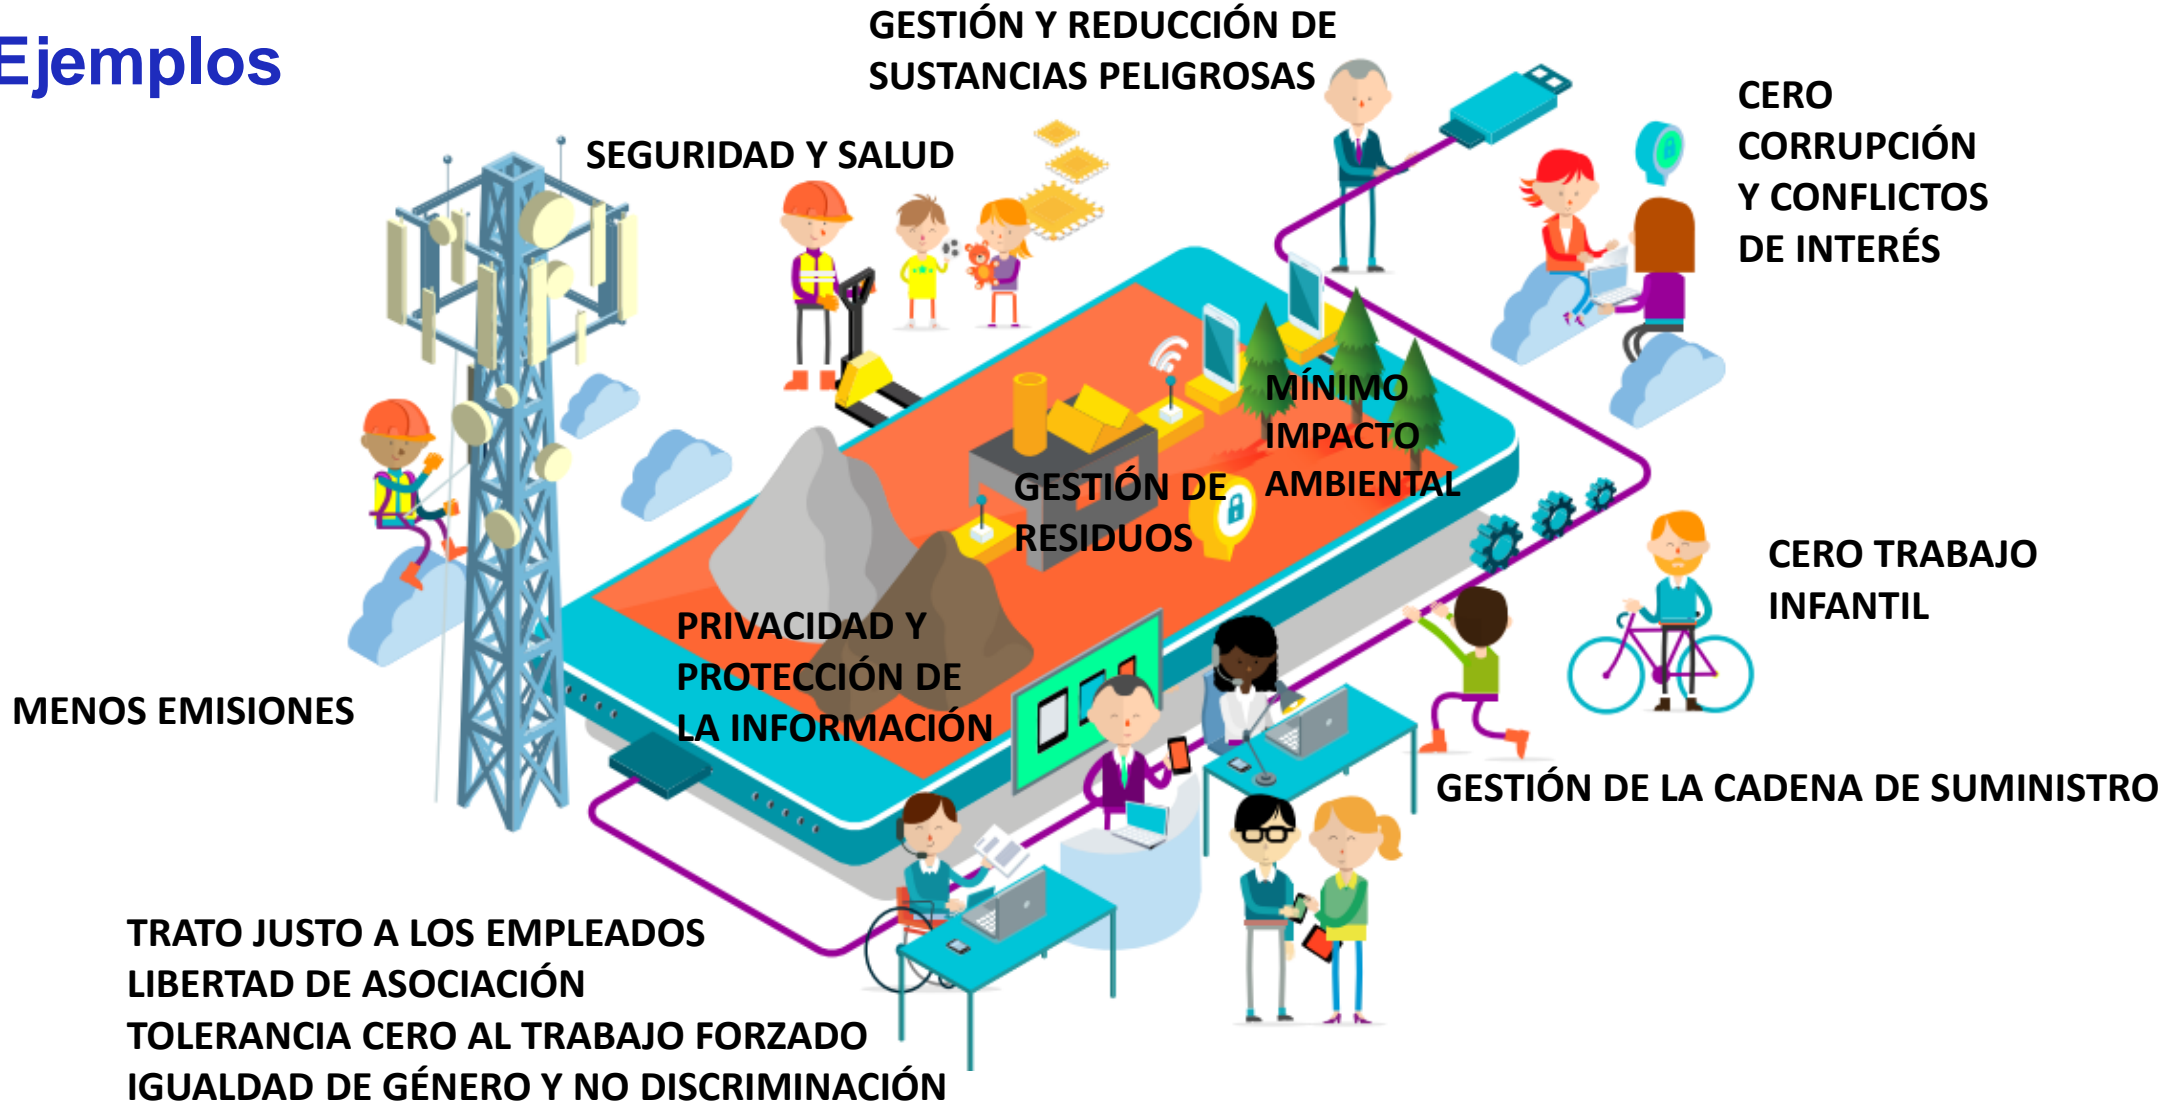 Ejemplos
GESTIÓN Y REDUCCIÓN DE
SUSTANCIAS PELIGROSAS
SEGURIDAD Y SALUD
CERO
CORRUPCIÓN
Y CONFLICTOS
DE INTERÉS
MÍNIMO
IMPACTO
AMBIENTAL
GESTIÓN DE
RESIDUOS
CERO TRABAJO
INFANTIL
PRIVACIDAD Y
PROTECCIÓN DE
LA INFORMACIÓN
MENOS EMISIONES
GESTIÓN DE LA CADENA DE SUMINISTRO
TRATO JUSTO A LOS EMPLEADOS
LIBERTAD DE ASOCIACIÓN
TOLERANCIA CERO AL TRABAJO FORZADO
IGUALDAD DE GÉNERO Y NO DISCRIMINACIÓN